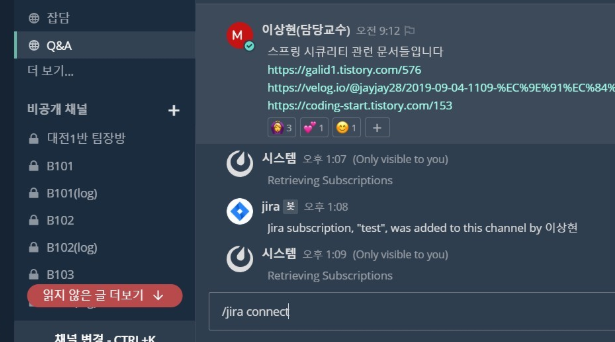 잡담
Q&A
더 보기...
비공개 채널 +
대전1반 팀장방
B101
B101(log)
B102
B102(log)
B103
읽지 않은 글 더보기 ↓
채널 변경 - CTRL+K
M 이상현(담당교수) 오전 9:12
스프링 시큐리티 관련 문서들입니다
https://galid1.tistory.com/576
https://velog.io/@jayjay28/2019-09-04-1109-%EC%9E%91%EC%84%
https://coding-start.tistory.com/153
3 1 1 +
시스템 오후 1:07 (Only visible to you)
Retrieving Subscriptions
jira 봇 오후 1:08
Jira subscription, "test", was added to this channel by 이상현
시스템 오후 1:09 (Only visible to you)
Retrieving Subscriptions
/jira connect